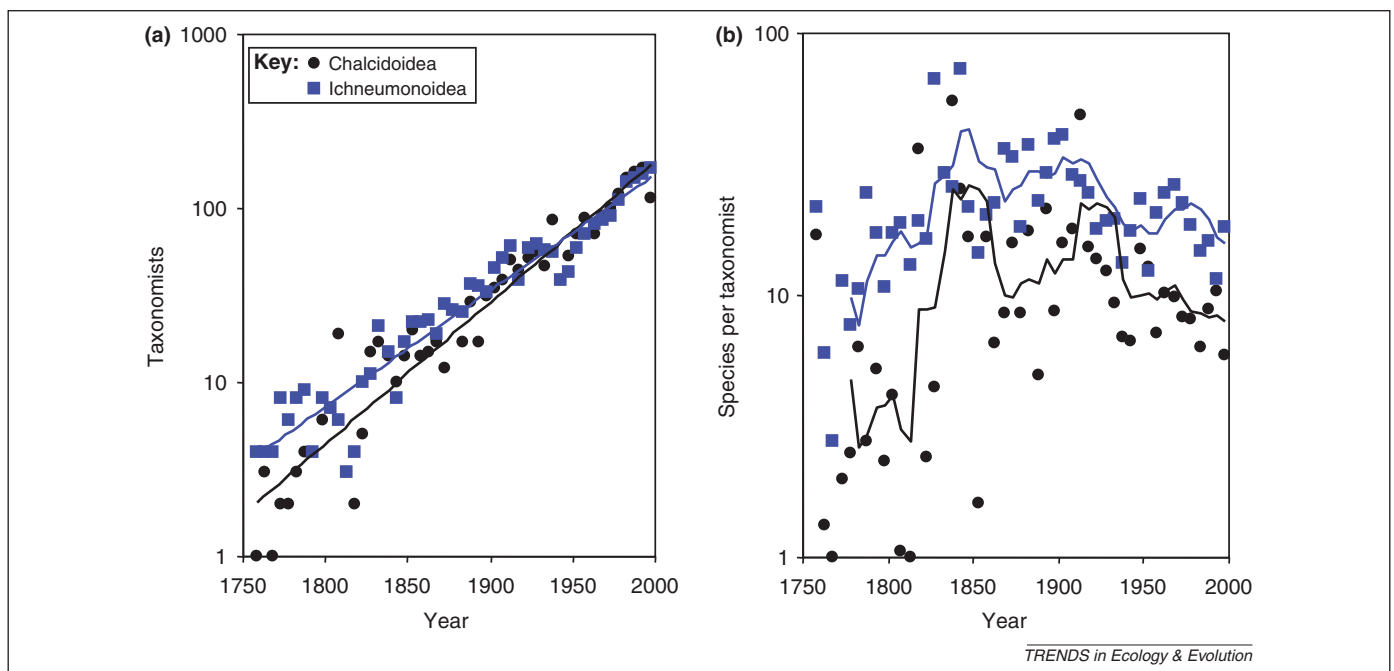 (a)
1000
100
10
1
Taxonomists
Key:
Chalcidoidea
Ichneumonoidea
1750 1800 1850 1900 1950 2000
Year
(b)
100
10
1
Species per taxonomist
1750 1800 1850 1900 1950 2000
Year
TRENDS in Ecology & Evolution